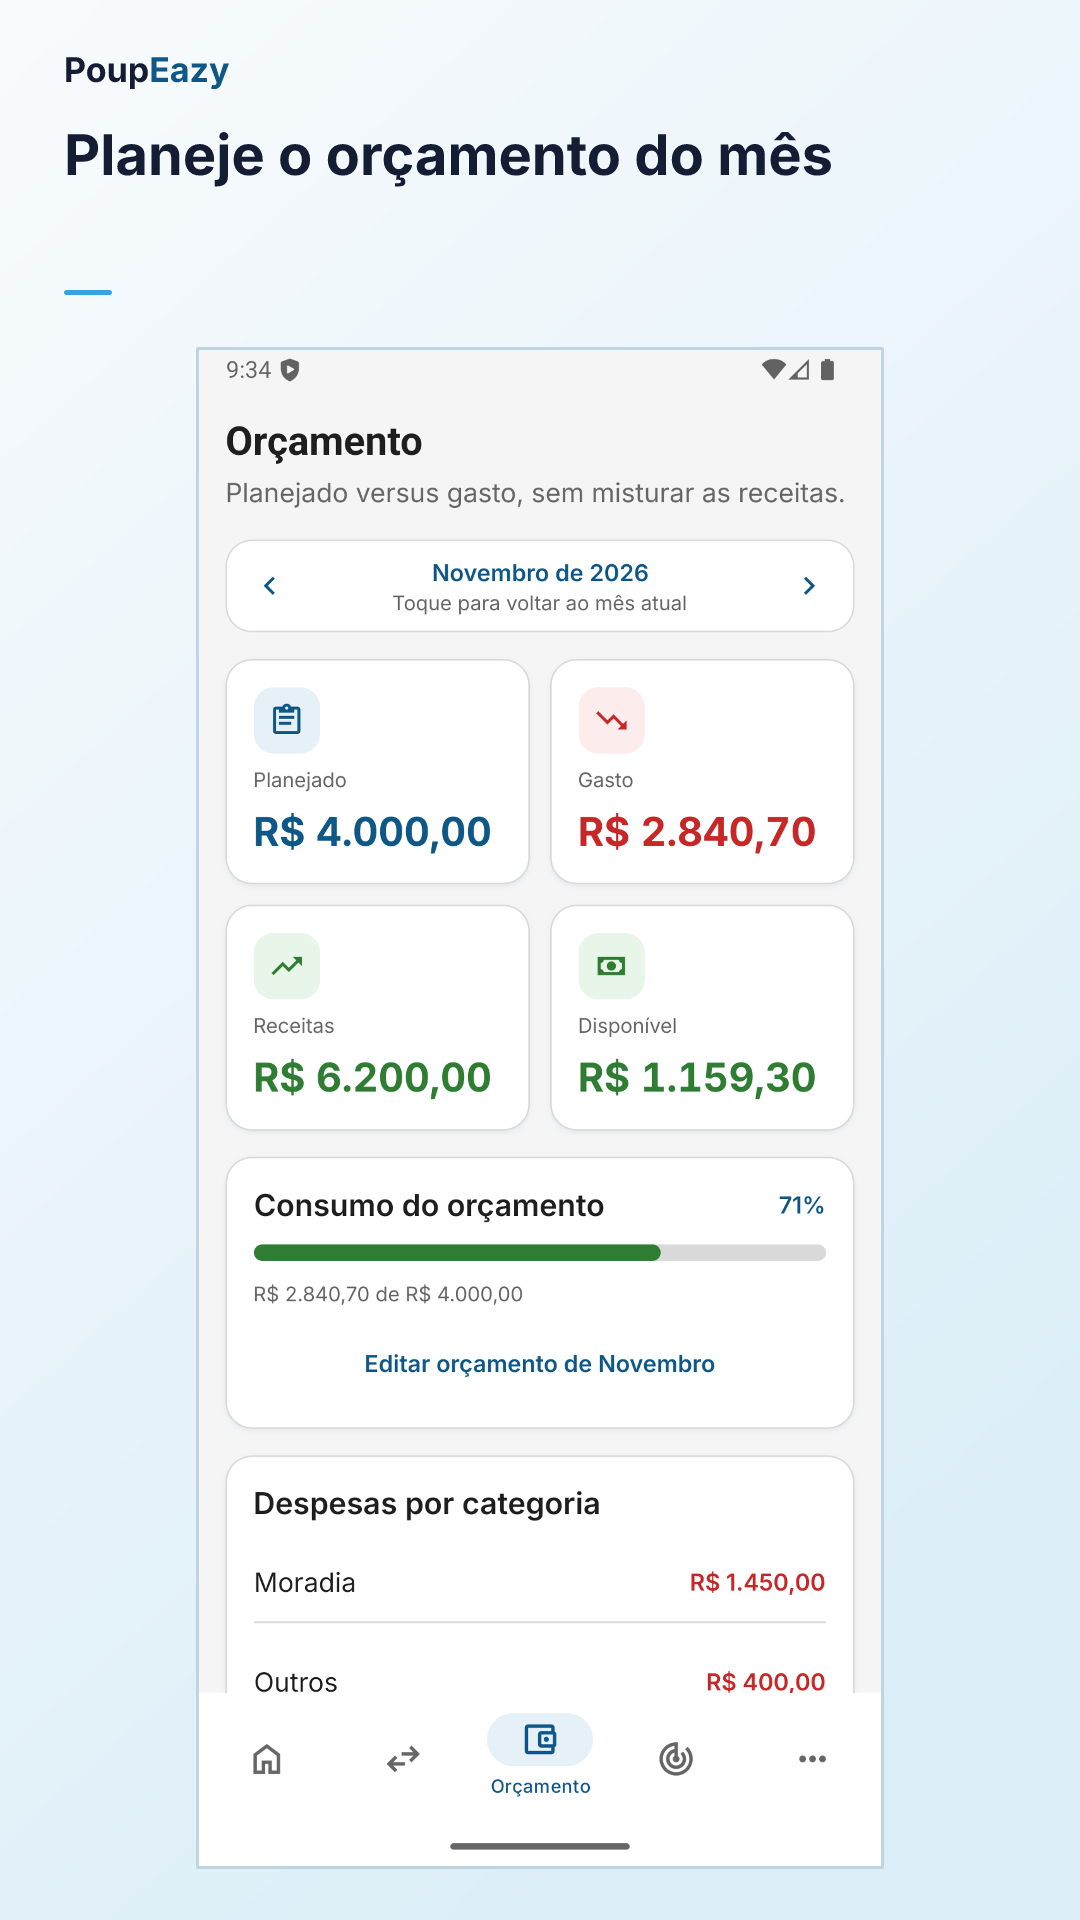 PoupEazy
Planeje o orçamento do mês
9:34
Orçamento
Planejado versus gasto, sem misturar as receitas.
Novembro de 2026
Toque para voltar ao mês atual
Planejado
R$ 4.000,00
Gasto
R$ 2.840,70
Receitas
R$ 6.200,00
Disponível
R$ 1.159,30
Consumo do orçamento
71%
R$ 2.840,70 de R$ 4.000,00
Editar orçamento de Novembro
Despesas por categoria
Moradia
R$ 1.450,00
Outros
R$ 400,00
Orçamento